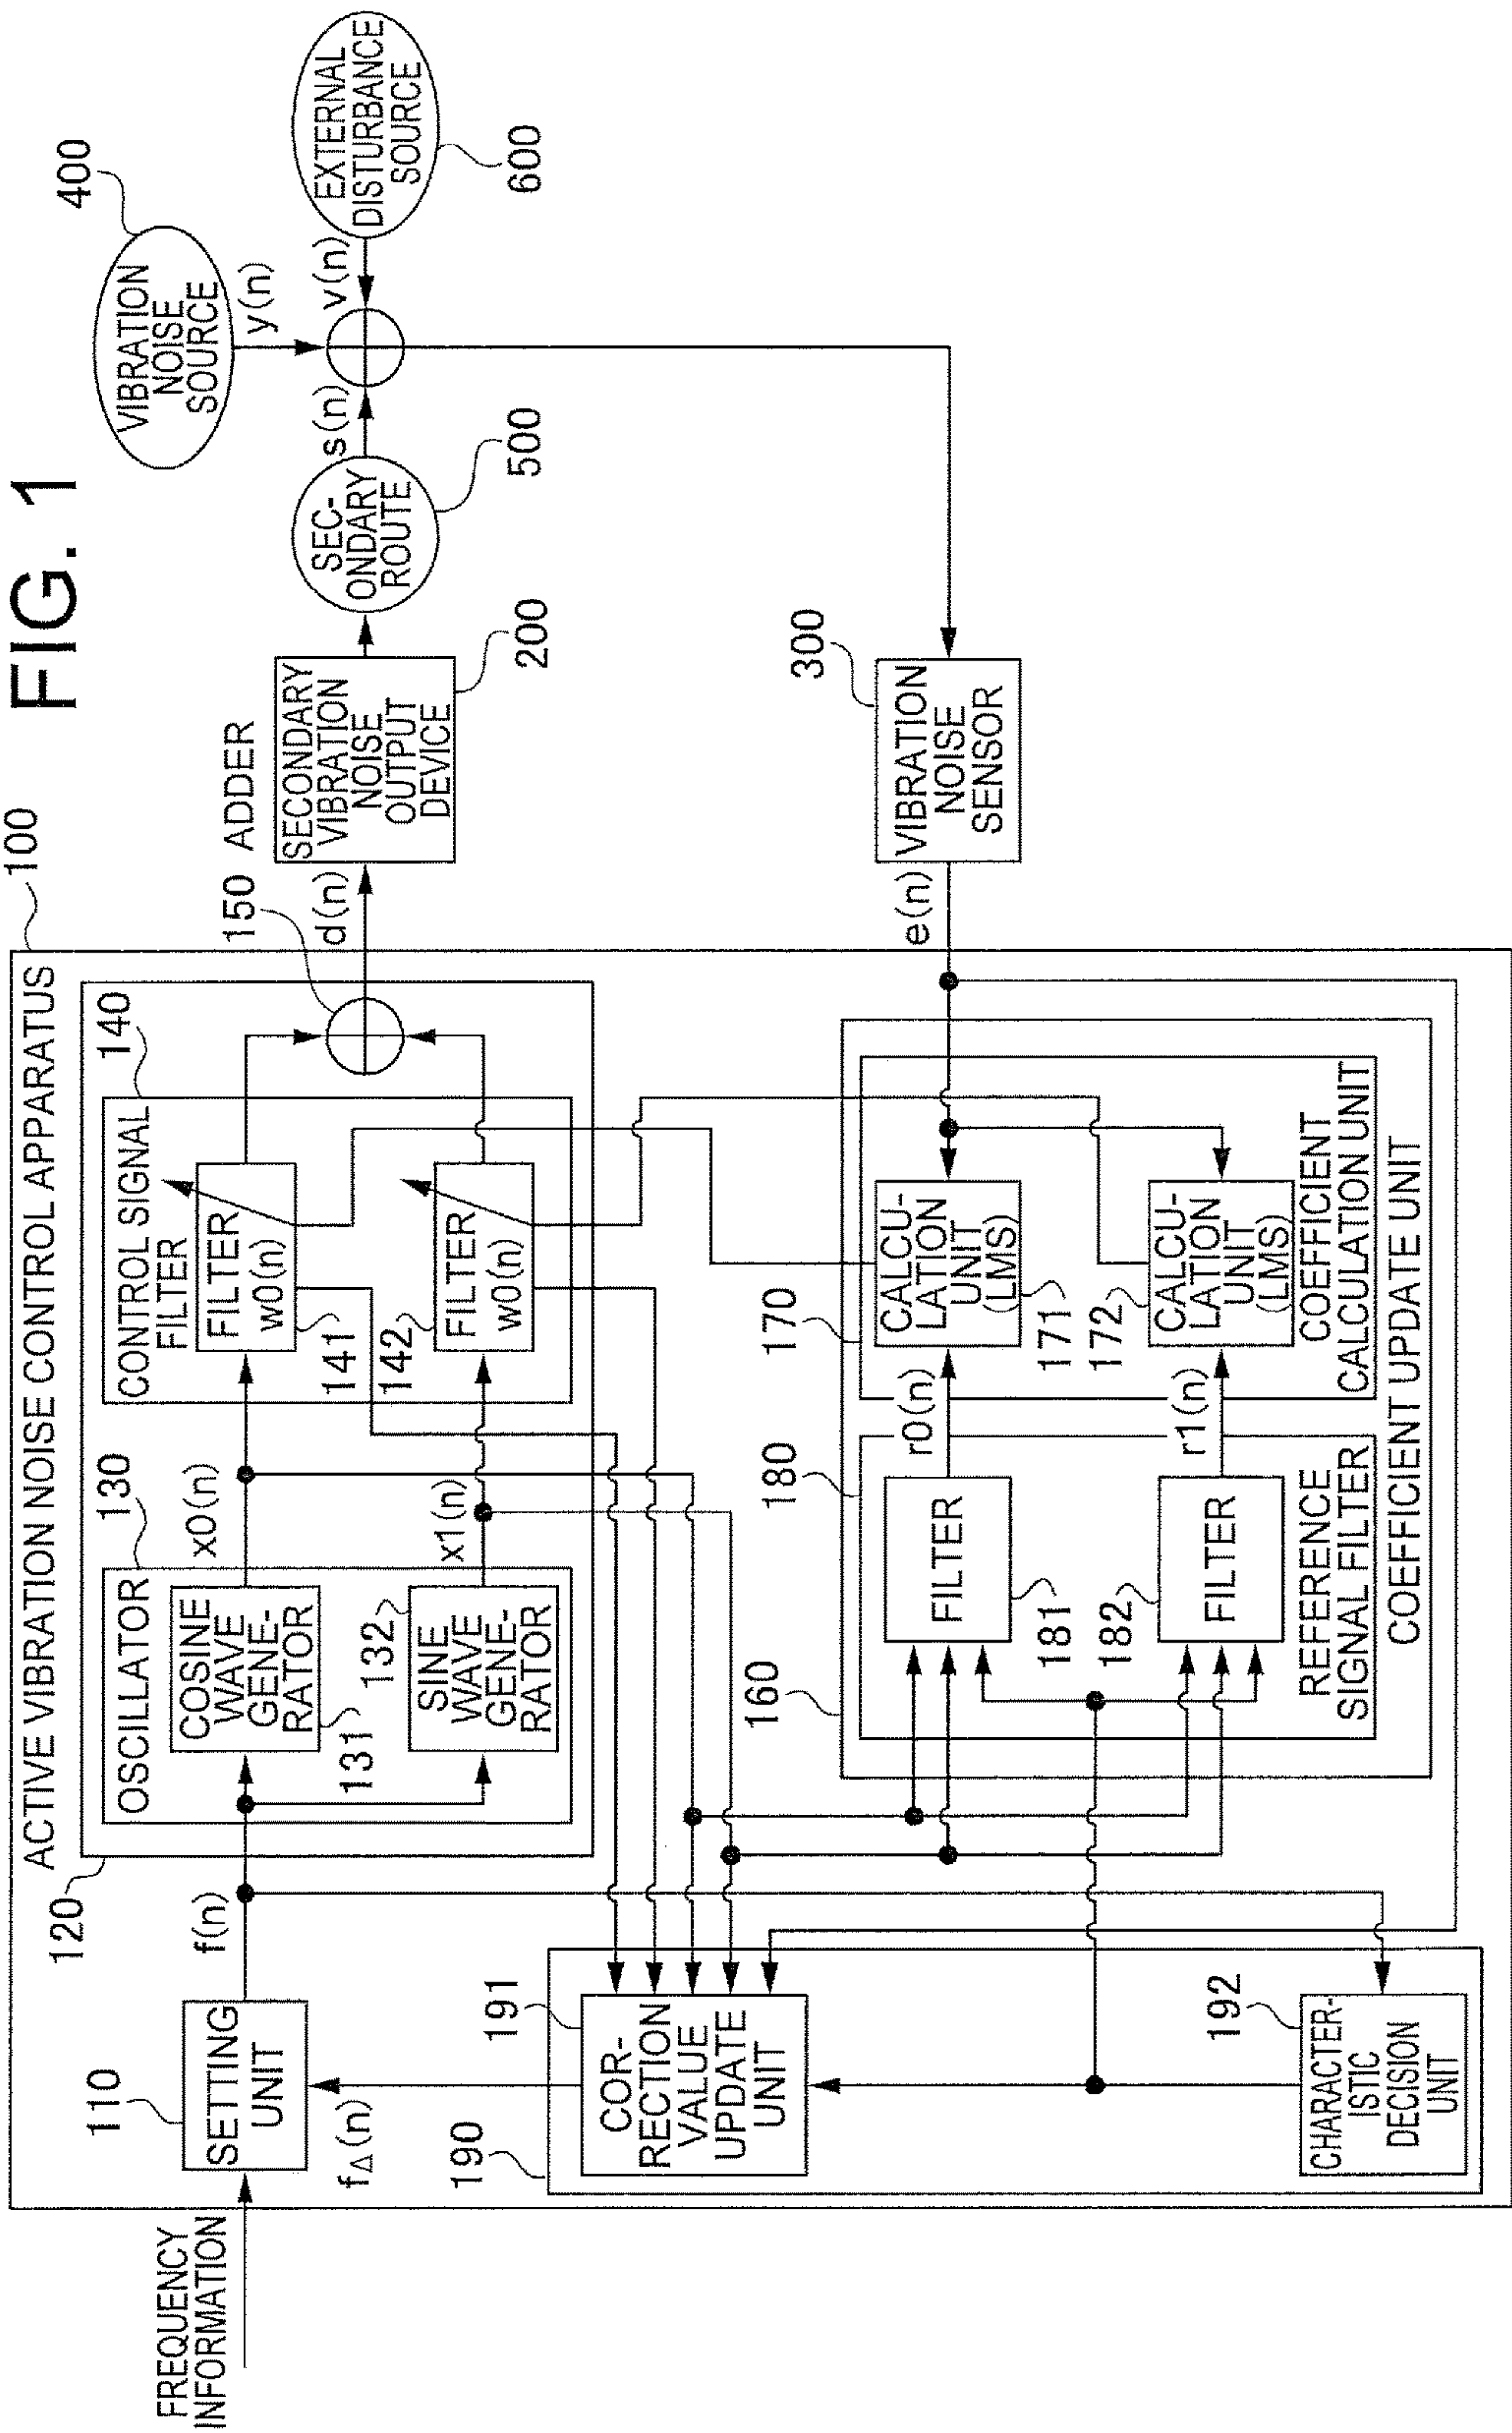 FIG. 1
100
ACTIVE VIBRATION NOISE CONTROL APPARATUS
FREQUENCY
INFORMATION
110
SETTING
UNIT
f(n)
f∆(n)
120
130
OSCILLATOR
COSINE
WAVE
GENE-
RATOR
131
132
SINE
WAVE
GENE-
RATOR
x0(n)
x1(n)
140
CONTROL SIGNAL
FILTER
FILTER
w0(n)
141
142
FILTER
w0(n)
150 ADDER
d(n)
SECONDARY
VIBRATION
NOISE
OUTPUT
DEVICE
200
SEC-
ONDARY
ROUTE
500
s(n)
400
VIBRATION
NOISE
SOURCE
y(n)
v(n)
EXTERNAL
DISTURBANCE
SOURCE
600
300
VIBRATION
NOISE
SENSOR
e(n)
160
180
FILTER
181
182
FILTER
REFERENCE
SIGNAL FILTER
r0(n)
r1(n)
170
CALCU-
LATION
UNIT
(LMS)
171
172
CALCU-
LATION
UNIT
(LMS)
COEFFICIENT
CALCULATION UNIT
COEFFICIENT UPDATE UNIT
190
191
COR-
RECTION
VALUE
UPDATE
UNIT
192
CHARACTER-
ISTIC
DECISION
UNIT